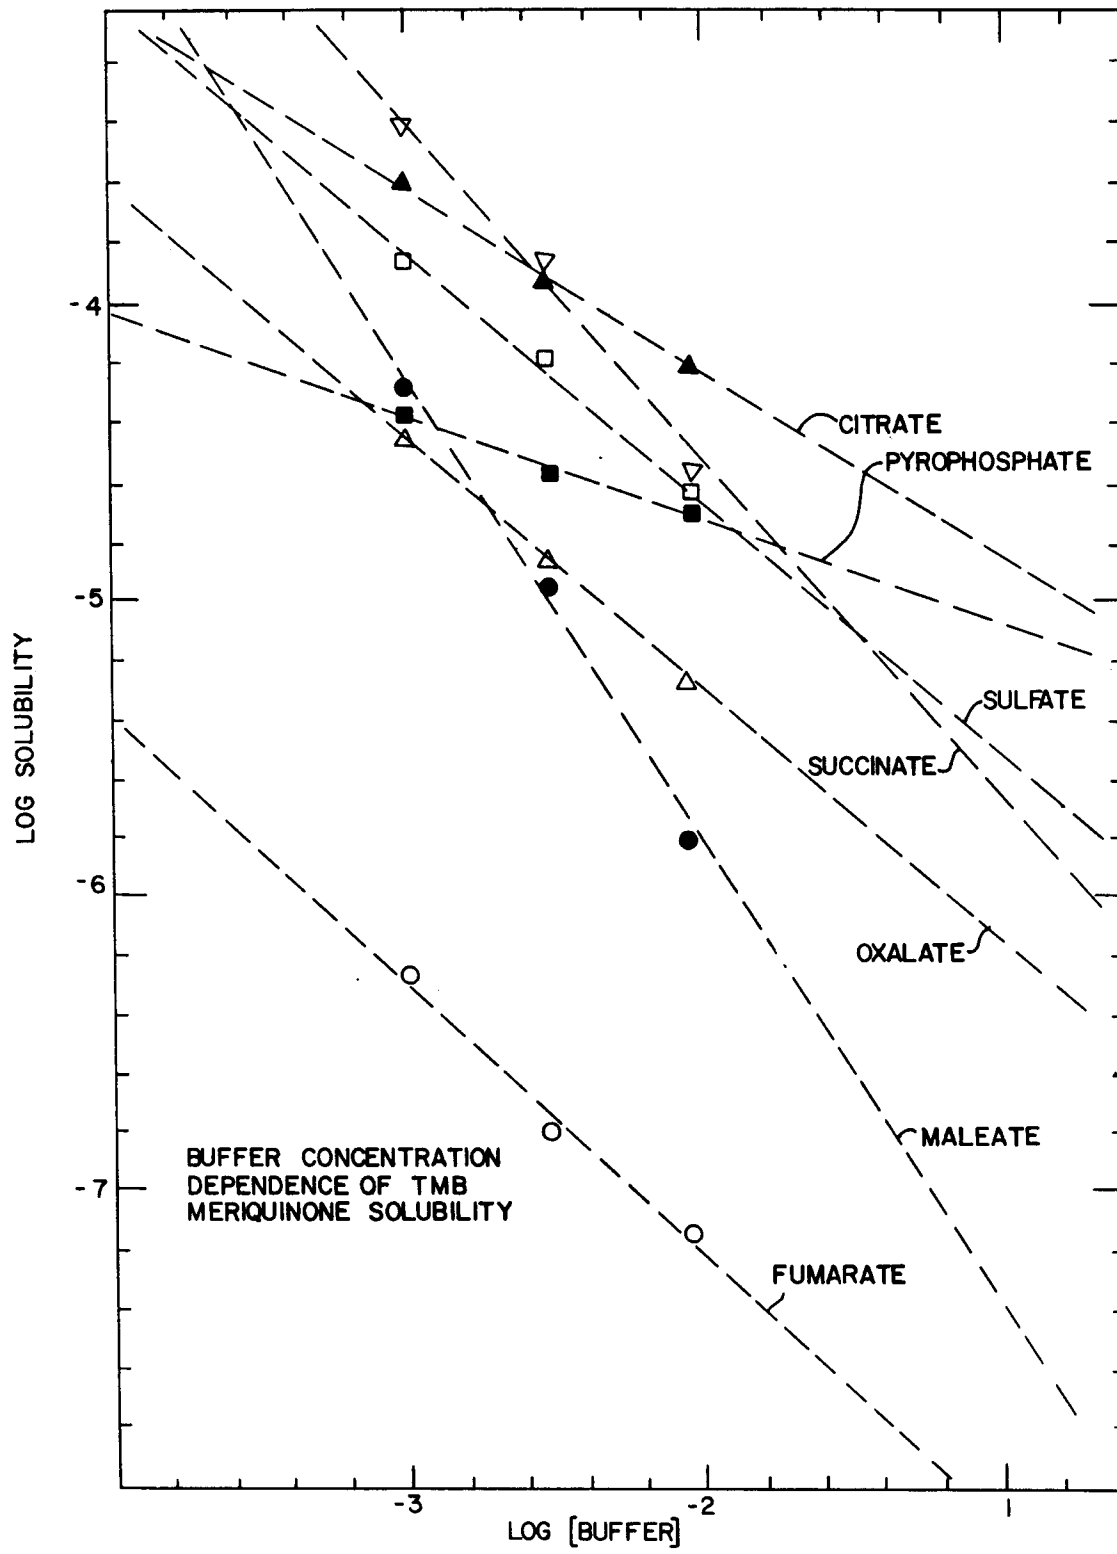 -4
-5
-6
-7
LOG SOLUBILITY
CITRATE
PYROPHOSPHATE
SULFATE
SUCCINATE
OXALATE
MALEATE
FUMARATE
BUFFER CONCENTRATION
DEPENDENCE OF TMB
MERIQUINONE SOLUBILITY
-3
-2
1
LOG [BUFFER]